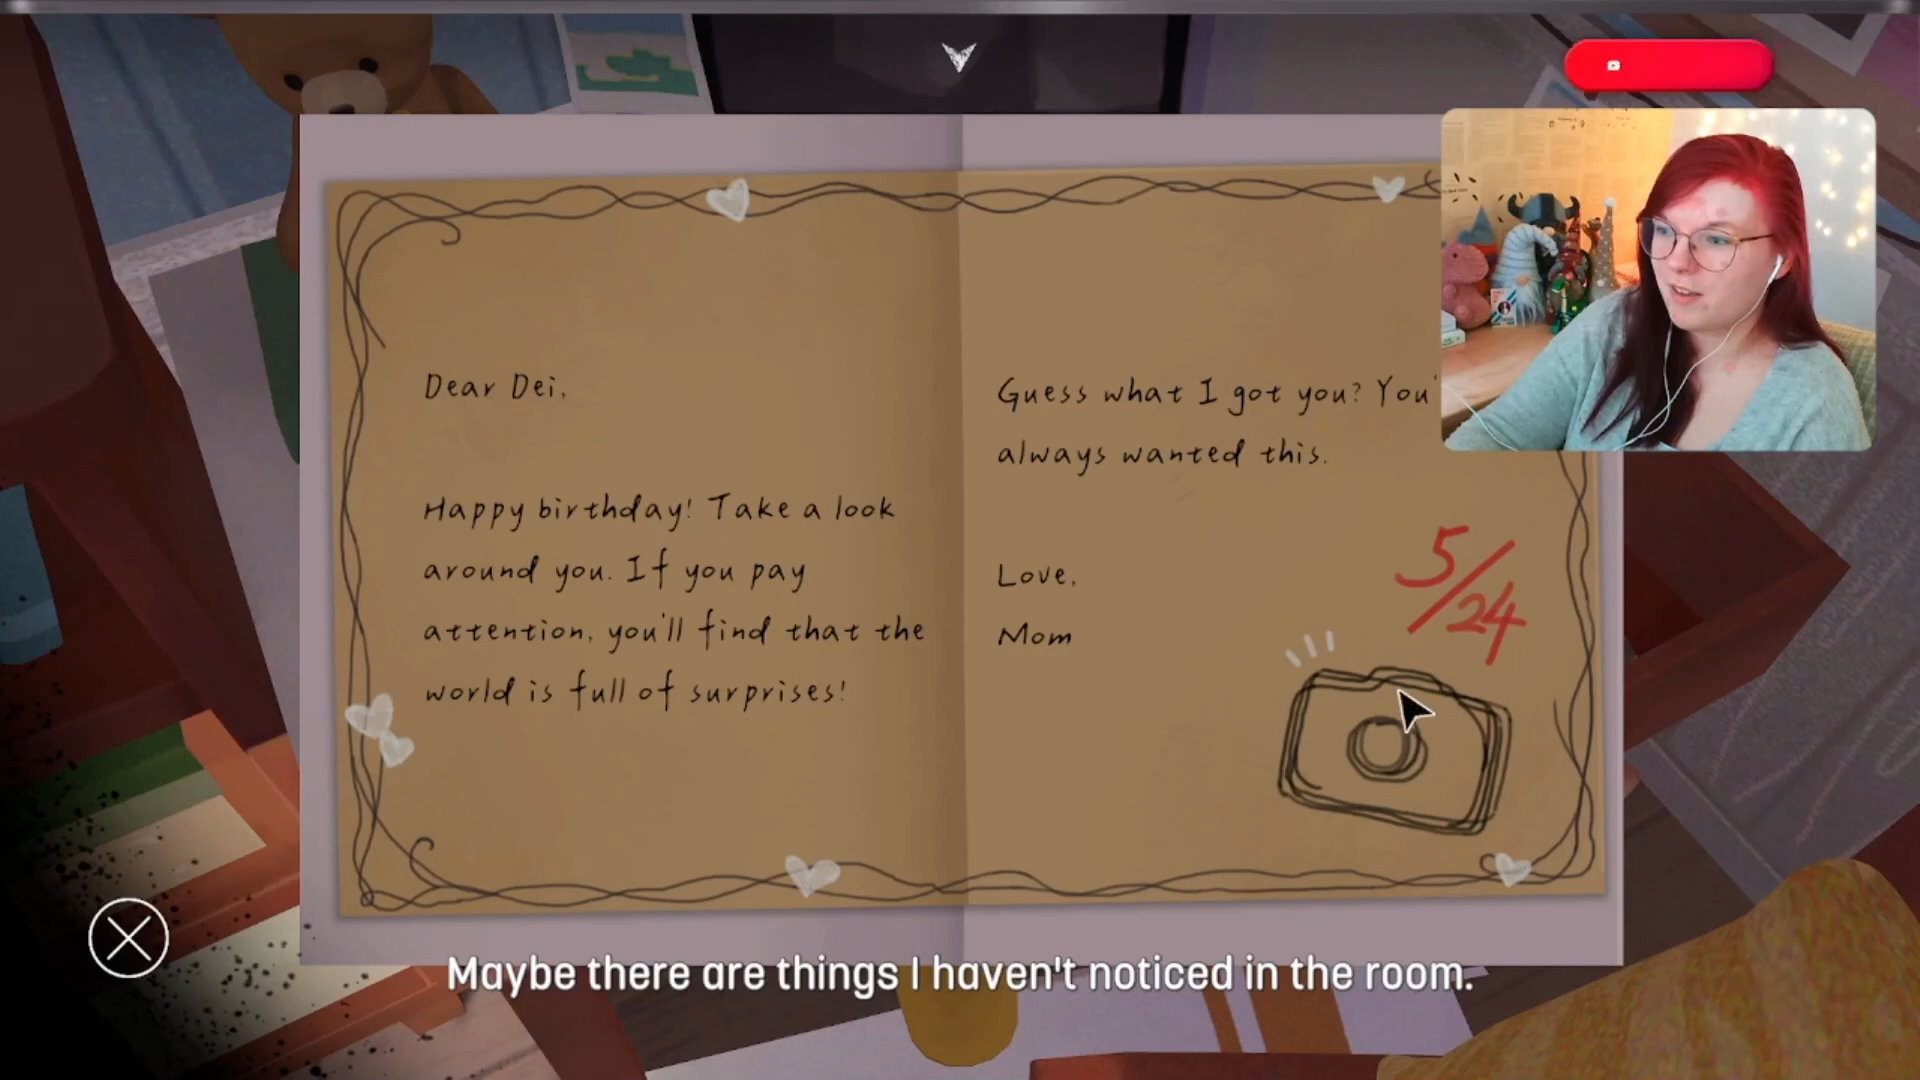 Dear Dei,
Happy birthday! Take a look
around you. If you pay
attention, you'll find that the
world is full of surprises!
Guess what I got you? You'
always wanted this.
Love,
Mom
5/24
Maybe there are things I haven't noticed in the room.